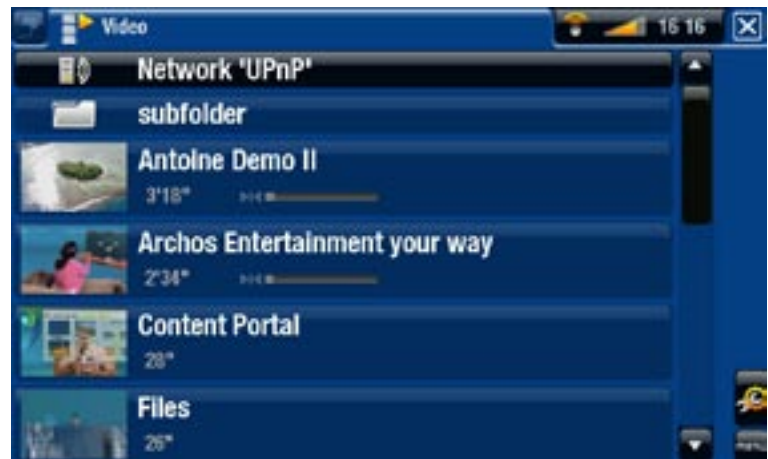 Video
16 16
Network 'UPnP'
subfolder
Antoine Demo II
3'18"
Archos Entertainment your way
2'34"
Content Portal
28"
Files
26"